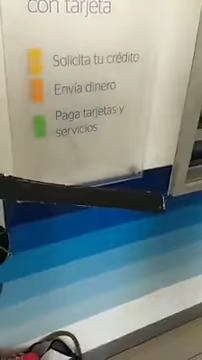 con tarjeta
Solicita tu crédito
Envía dinero
Paga tarjetas y
servicios